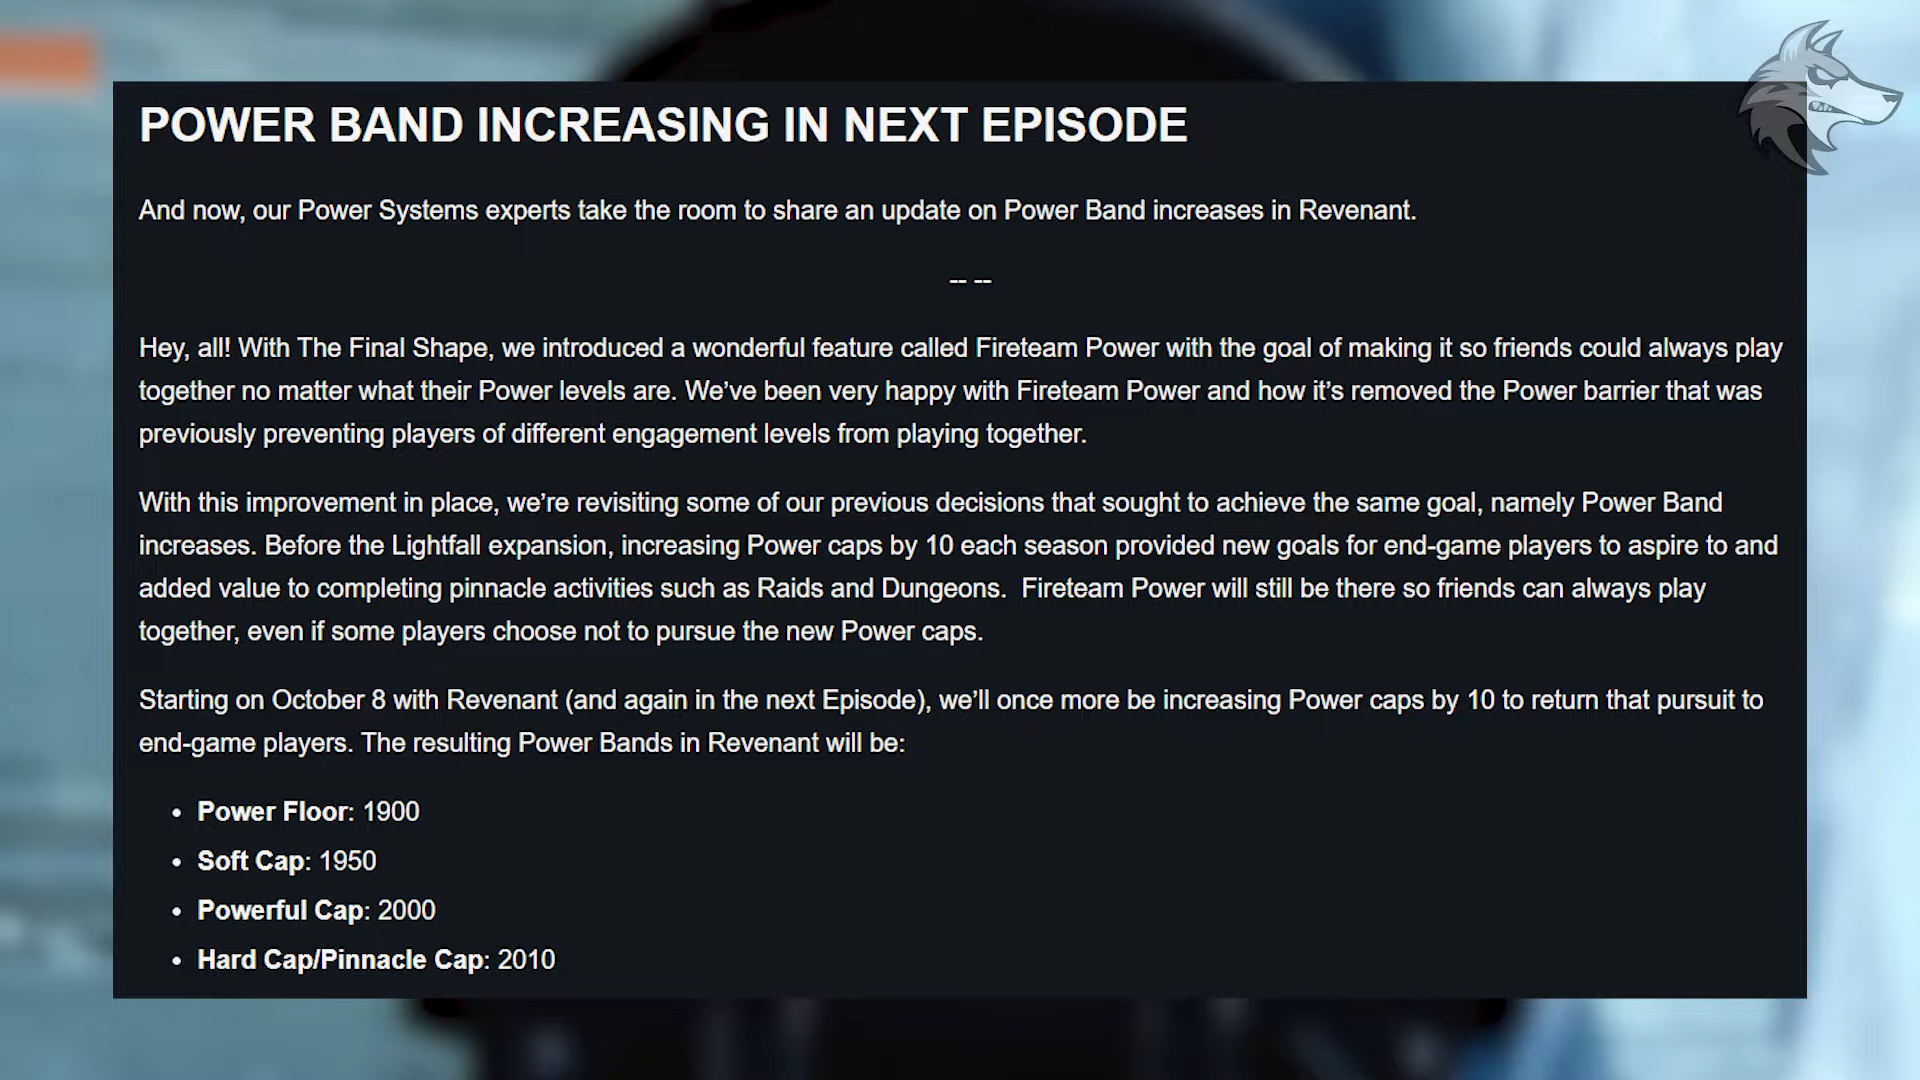 POWER BAND INCREASING IN NEXT EPISODE
And now, our Power Systems experts take the room to share an update on Power Band increases in Revenant.
-- --
Hey, all! With The Final Shape, we introduced a wonderful feature called Fireteam Power with the goal of making it so friends could always play
together no matter what their Power levels are. We’ve been very happy with Fireteam Power and how it’s removed the Power barrier that was
previously preventing players of different engagement levels from playing together.
With this improvement in place, we’re revisiting some of our previous decisions that sought to achieve the same goal, namely Power Band
increases. Before the Lightfall expansion, increasing Power caps by 10 each season provided new goals for end-game players to aspire to and
added value to completing pinnacle activities such as Raids and Dungeons.  Fireteam Power will still be there so friends can always play
together, even if some players choose not to pursue the new Power caps.
Starting on October 8 with Revenant (and again in the next Episode), we’ll once more be increasing Power caps by 10 to return that pursuit to
end-game players. The resulting Power Bands in Revenant will be:
• Power Floor: 1900
• Soft Cap: 1950
• Powerful Cap: 2000
• Hard Cap/Pinnacle Cap: 2010